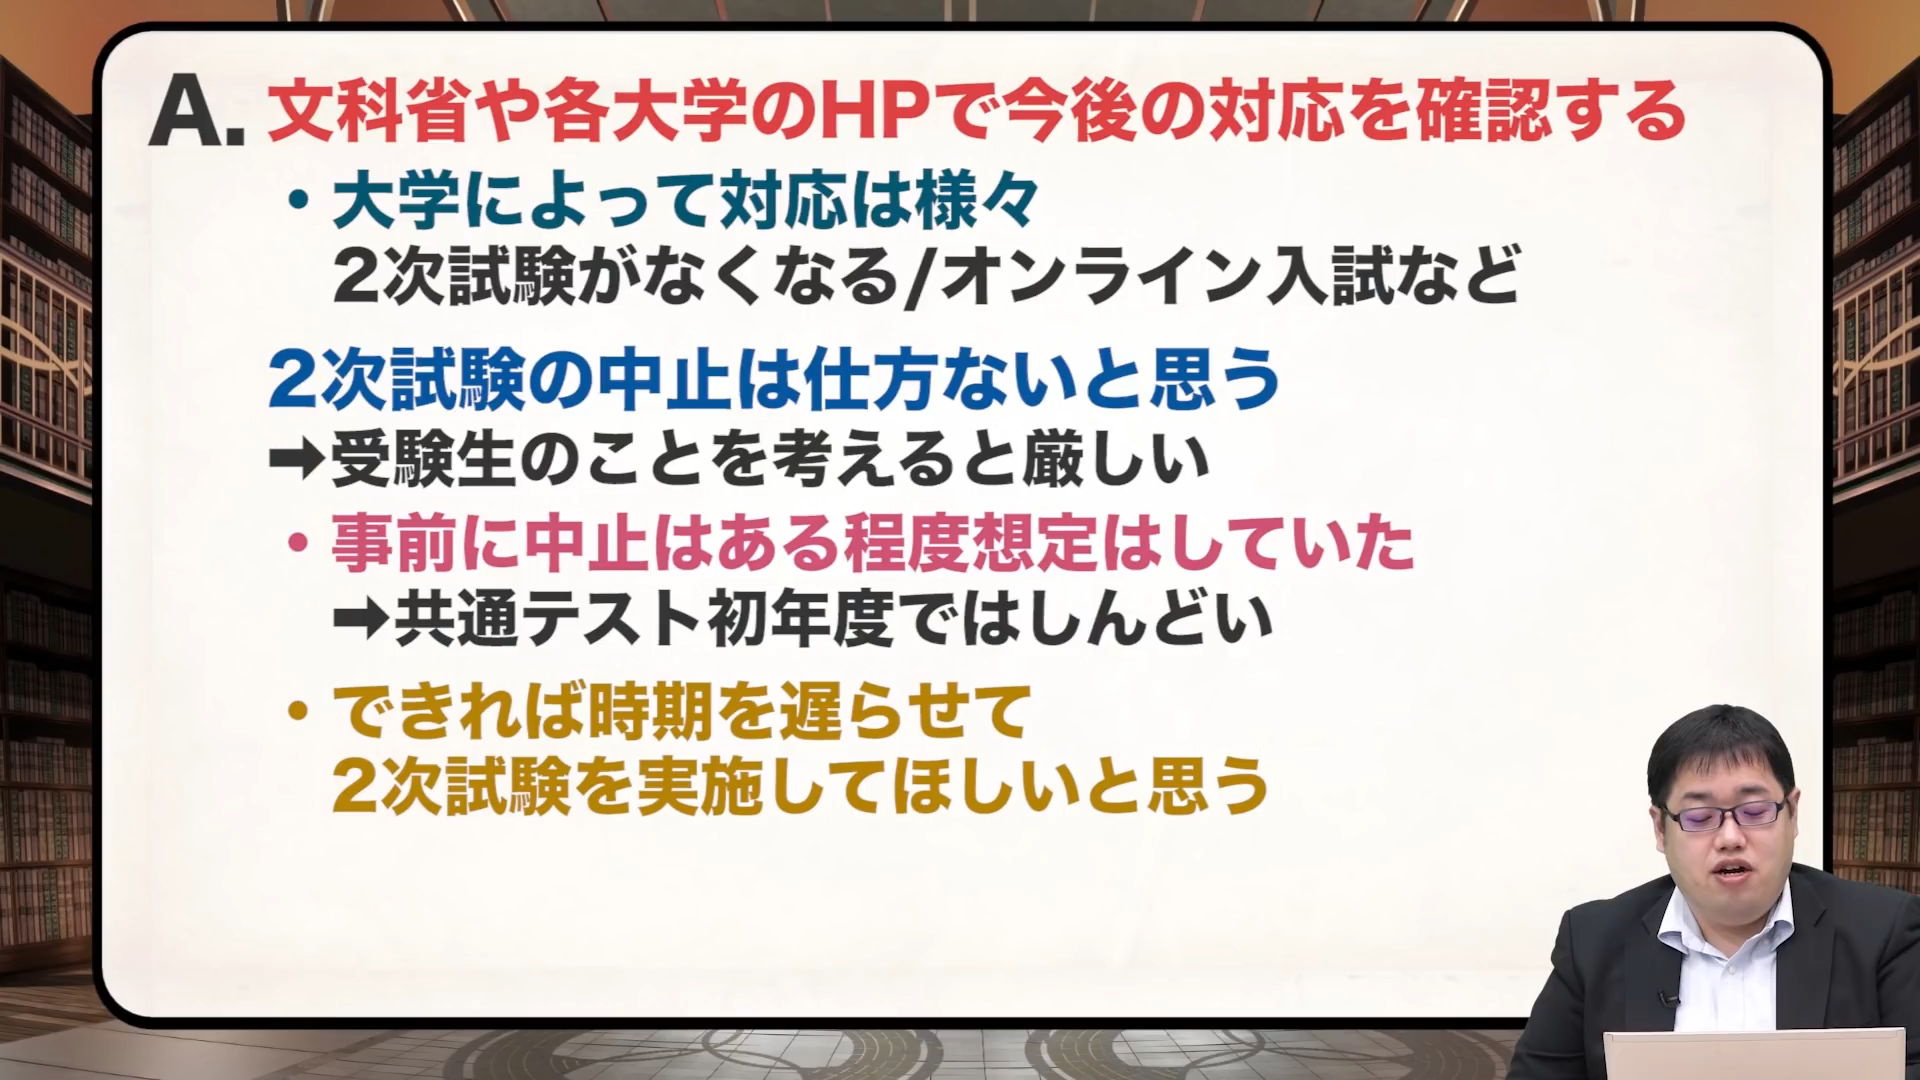 A. 文科省や各大学のHPで今後の対応を確認する
・大学によって対応は様々
2次試験がなくなる/オンライン入試など
2次試験の中止は仕方ないと思う
➡受験生のことを考えると厳しい
・事前に中止はある程度想定はしていた
➡共通テスト初年度ではしんどい
・できれば時期を遅らせて
2次試験を実施してほしいと思う